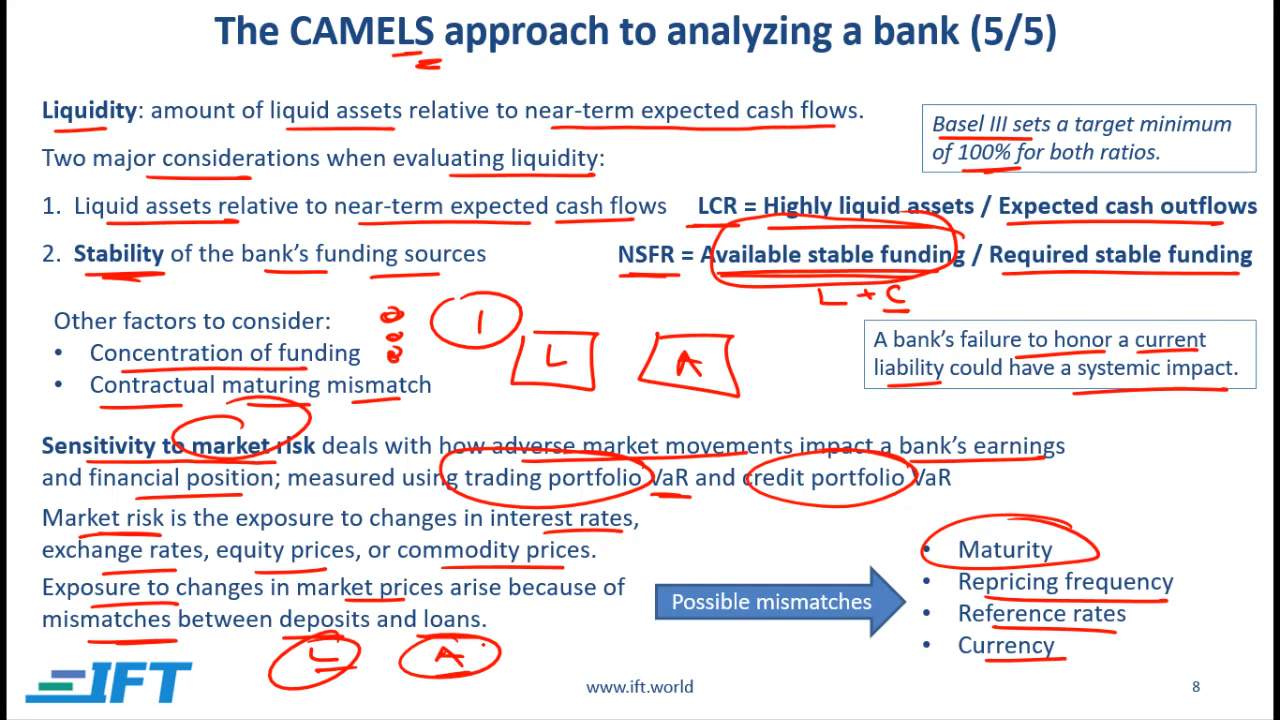 The CAMELS approach to analyzing a bank (5/5)
Liquidity: amount of liquid assets relative to near-term expected cash flows.
Basel III sets a target minimum
of 100% for both ratios.
Two major considerations when evaluating liquidity:
1. Liquid assets relative to near-term expected cash flows
LCR = Highly liquid assets / Expected cash outflows
2. Stability of the bank's funding sources
NSFR = Available stable funding / Required stable funding
L + C
Other factors to consider:
1
• Concentration of funding
• Contractual maturing mismatch
L
A
A bank's failure to honor a current
liability could have a systemic impact.
Sensitivity to market risk deals with how adverse market movements impact a bank's earnings
and financial position; measured using trading portfolio VaR and credit portfolio VaR
Market risk is the exposure to changes in interest rates,
exchange rates, equity prices, or commodity prices.
Exposure to changes in market prices arise because of
mismatches between deposits and loans.
L
A
Possible mismatches
• Maturity
• Repricing frequency
• Reference rates
• Currency
IFT
www.ift.world
8